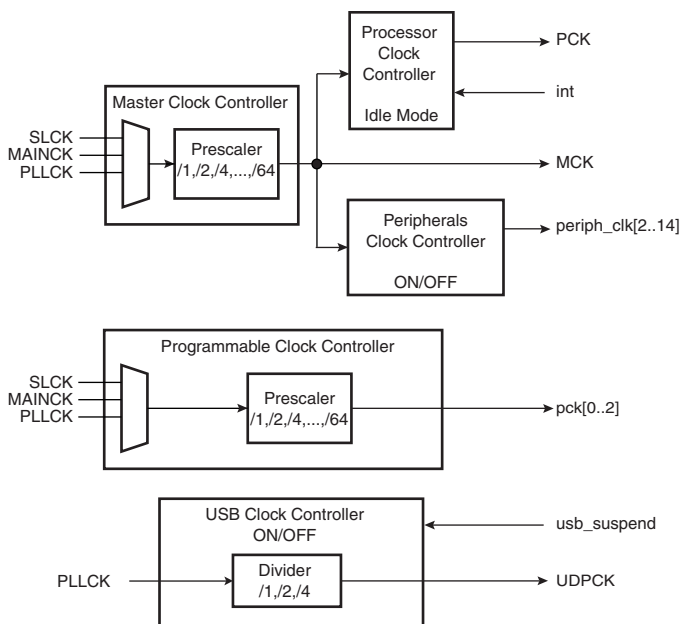 Processor
Clock
Controller
Idle Mode
PCK
int
Master Clock Controller
SLCK
MAINCK
PLLCK
Prescaler
/1,/2,/4,...,/64
MCK
Peripherals
Clock Controller
ON/OFF
periph_clk[2..14]
Programmable Clock Controller
SLCK
MAINCK
PLLCK
Prescaler
/1,/2,/4,...,/64
pck[0..2]
USB Clock Controller
ON/OFF
usb_suspend
PLLCK
Divider
/1,/2,/4
UDPCK